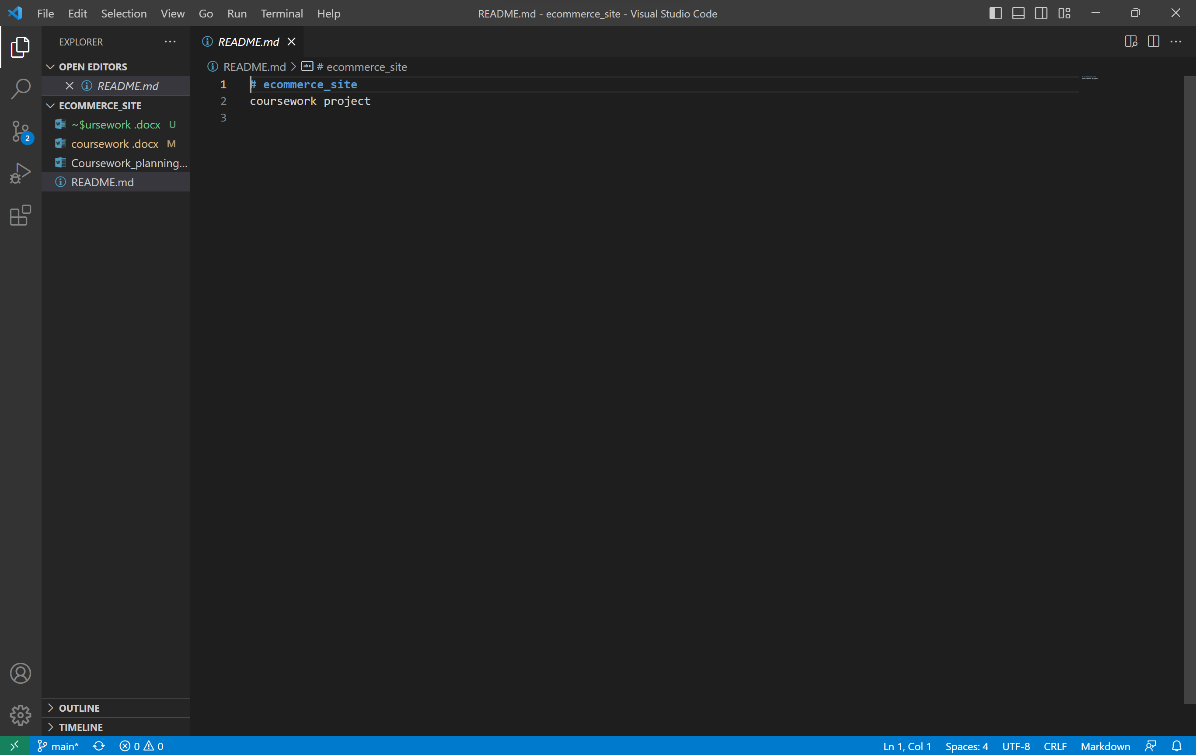 File Edit Selection View Go Run Terminal Help README.md - ecommerce_site - Visual Studio Code
EXPLORER ···
OPEN EDITORS
README.md
ECOMMERCE_SITE
~$ursework .docx U
coursework .docx M
Coursework_planning...
README.md
2
OUTLINE
TIMELINE
README.md
README.md > # ecommerce_site
1 # ecommerce_site
2 coursework project
3
main* 0 0 Ln 1, Col 1 Spaces: 4 UTF-8 CRLF Markdown